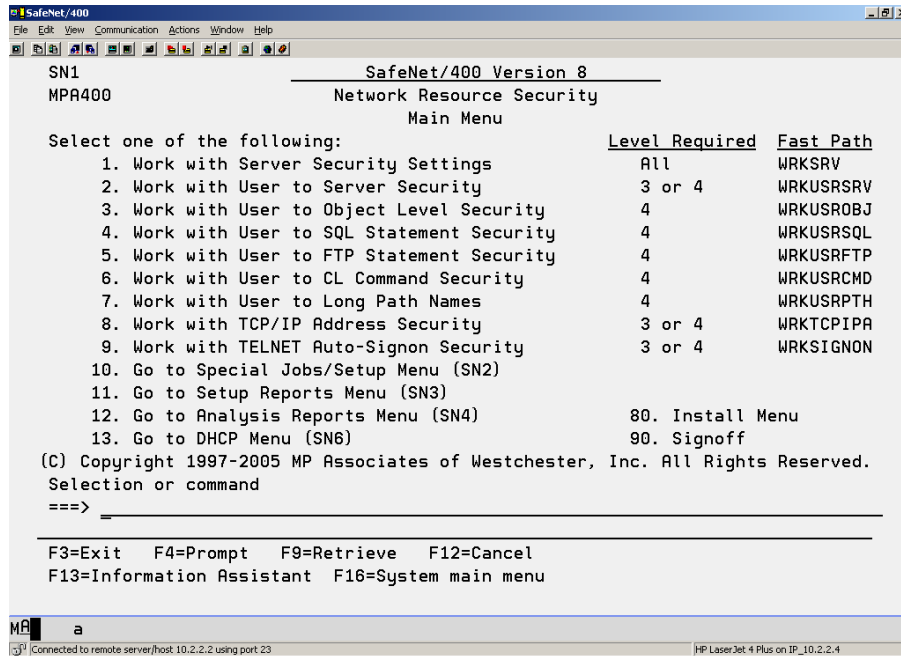 SafeNet/400
File Edit View Communication Actions Window Help
SN1 SafeNet/400 Version 8
MPA400 Network Resource Security
Main Menu
Select one of the following: Level Required Fast Path
1. Work with Server Security Settings All WRKSRV
2. Work with User to Server Security 3 or 4 WRKUSRSRV
3. Work with User to Object Level Security 4 WRKUSROBJ
4. Work with User to SQL Statement Security 4 WRKUSRSQL
5. Work with User to FTP Statement Security 4 WRKUSRFTP
6. Work with User to CL Command Security 4 WRKUSRCMD
7. Work with User to Long Path Names 4 WRKUSRPTH
8. Work with TCP/IP Address Security 3 or 4 WRKTCPIPA
9. Work with TELNET Auto-Signon Security 3 or 4 WRKSIGNON
10. Go to Special Jobs/Setup Menu (SN2)
11. Go to Setup Reports Menu (SN3)
12. Go to Analysis Reports Menu (SN4) 80. Install Menu
13. Go to DHCP Menu (SN6) 90. Signoff
(C) Copyright 1997-2005 MP Associates of Westchester, Inc. All Rights Reserved.
Selection or command
===> _
F3=Exit F4=Prompt F9=Retrieve F12=Cancel
F13=Information Assistant F16=System main menu
MA a
Connected to remote server/host 10.2.2.2 using port 23 HP LaserJet 4 Plus on IP_10.2.2.4